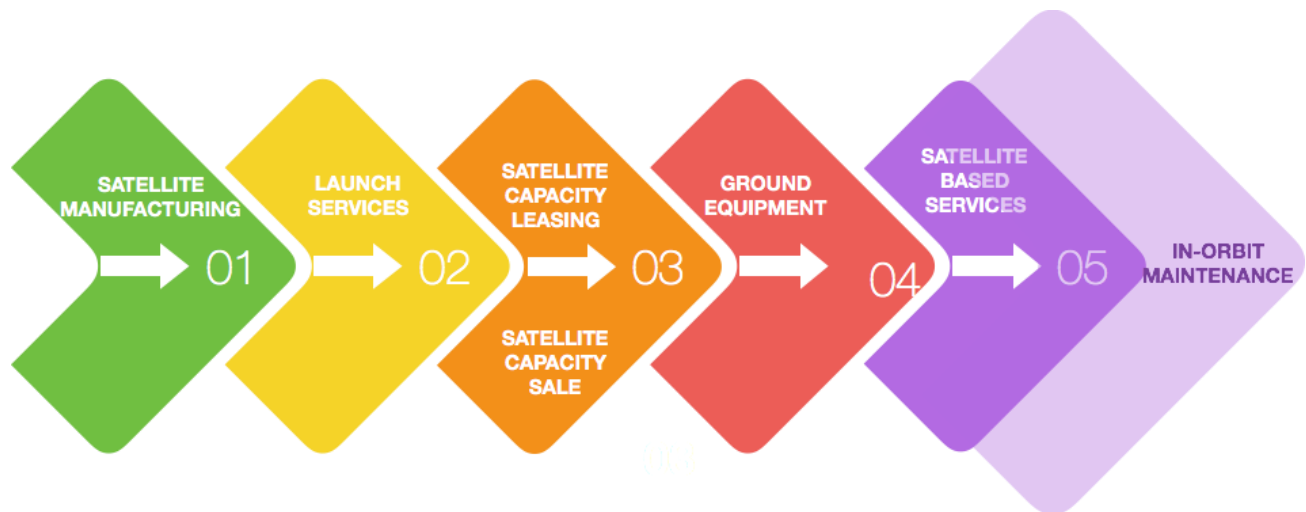 SATELLITE
MANUFACTURING
01
LAUNCH
SERVICES
02
SATELLITE
CAPACITY
LEASING
03
SATELLITE
CAPACITY
SALE
GROUND
EQUIPMENT
04
SATELLITE
BASED
SERVICES
05
IN-ORBIT
MAINTENANCE